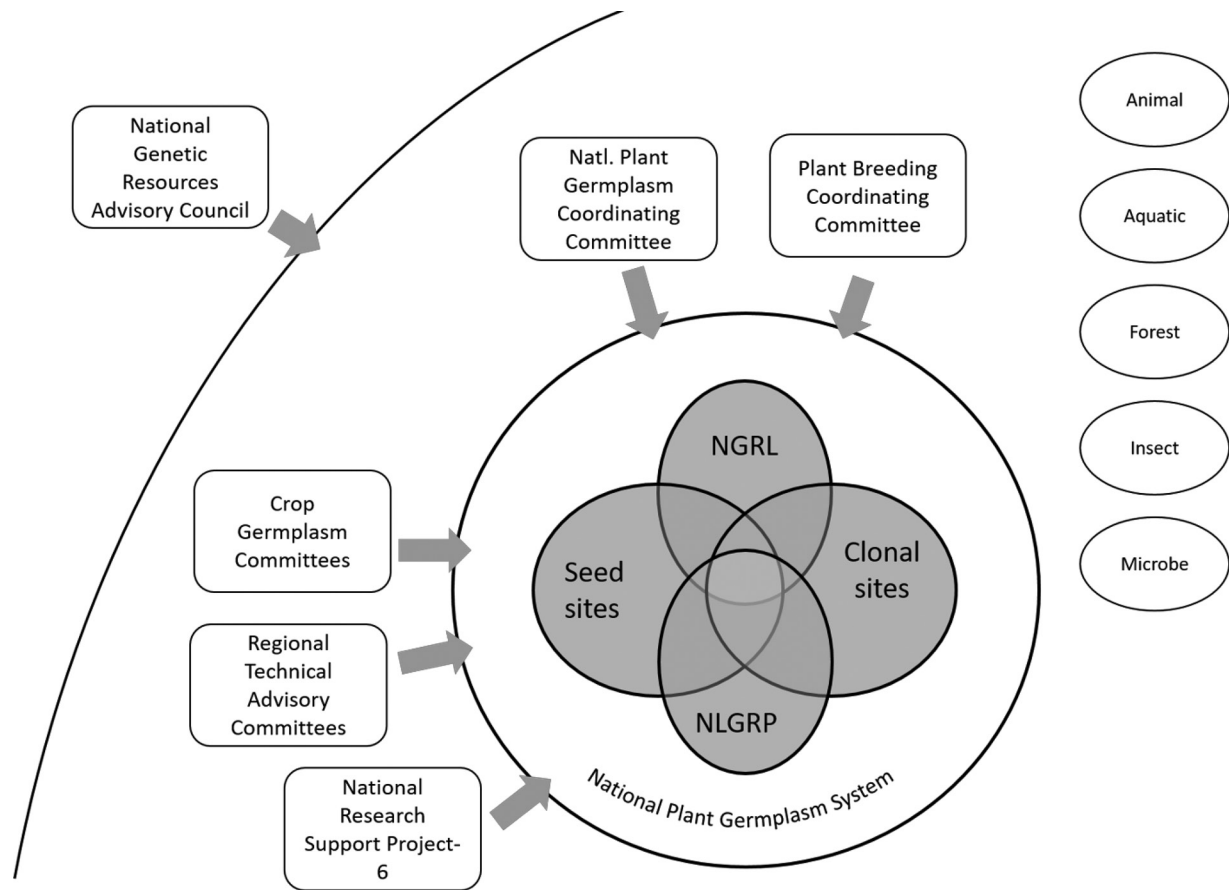 National
Genetic
Resources
Advisory Council
Natl. Plant
Germplasm
Coordinating
Committee
Plant Breeding
Coordinating
Committee
Animal
Aquatic
Forest
Insect
Microbe
Crop
Germplasm
Committees
Regional
Technical
Advisory
Committees
National
Research
Support Project-
6
NGRL
Seed
sites
Clonal
sites
NLGRP
National Plant Germplasm System